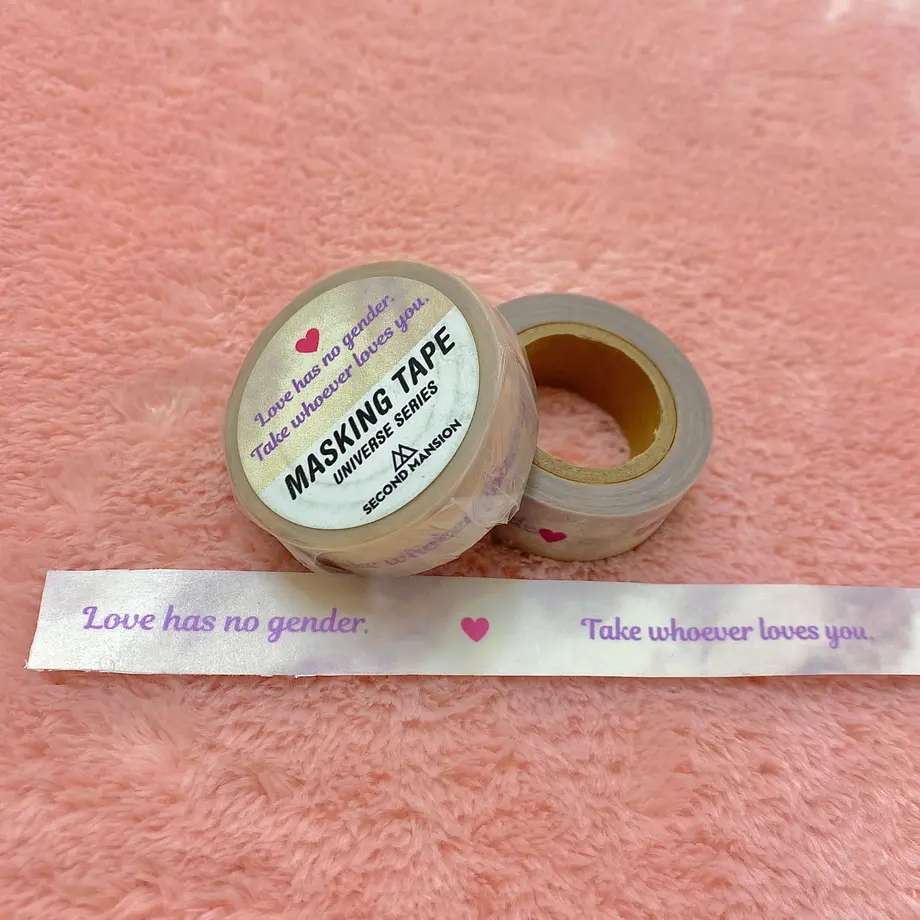 Love has no gender.
Take whoever loves you.
MASKING TAPE
UNIVERSE SERIES
SECOND MANSION
whoever
Love has no gender.
Take whoever loves you.